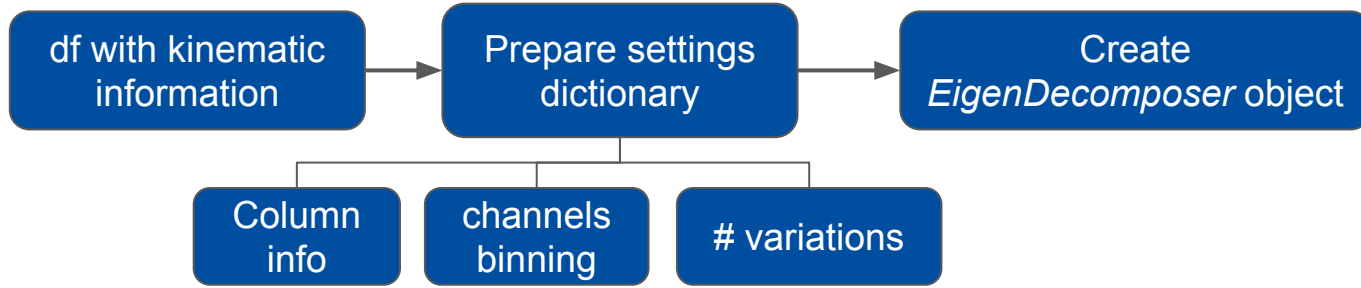 df with kinematic
information
Prepare settings
dictionary
Create
EigenDecomposer object
Column
info
channels
binning
# variations